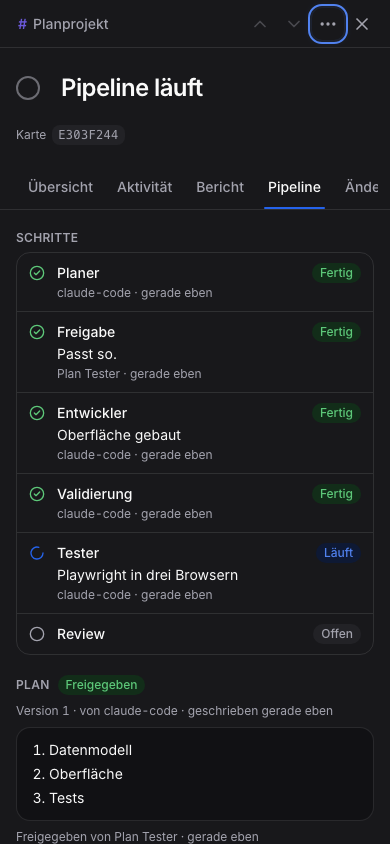 # Planprojekt
Pipeline läuft
Karte E303F244
Übersicht Aktivität Bericht Pipeline Ände
SCHRITTE
Planer Fertig
claude-code · gerade eben
Freigabe Fertig
Passt so.
Plan Tester · gerade eben
Entwickler Fertig
Oberfläche gebaut
claude-code · gerade eben
Validierung Fertig
claude-code · gerade eben
Tester Läuft
Playwright in drei Browsern
claude-code · gerade eben
Review Offen
PLAN Freigegeben
Version 1 · von claude-code · geschrieben gerade eben
1. Datenmodell
2. Oberfläche
3. Tests
Freigegeben von Plan Tester · gerade eben